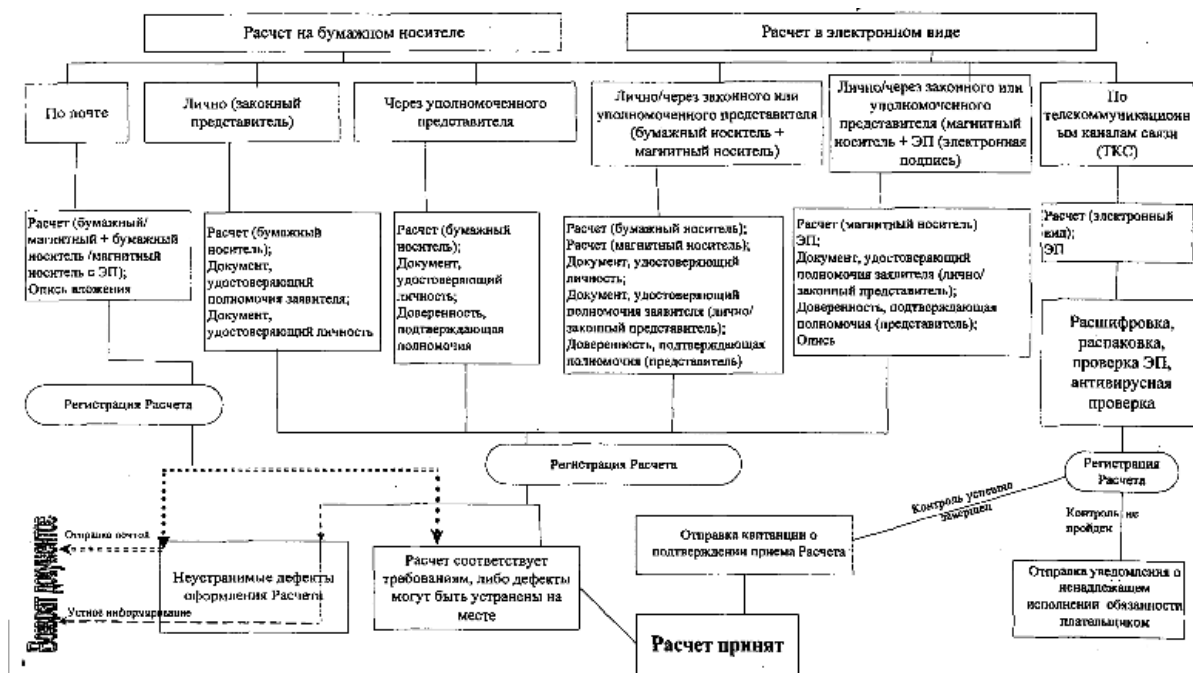 Расчет на бумажном носителе
Расчет в электронном виде
По почте
Лично (законный
представитель)
Через уполномоченного
представителя
Лично/через законного или
уполномоченного представителя
(бумажный носитель +
магнитный носитель)
Лично/через законного или
уполномоченного
представителя (магнитный
носитель + ЭП (электронная
подпись)
По
телекоммуникационн
ым каналам связи
(ТКС)
Расчет (бумажный/
магнитный + бумажный
носитель /магнитный
носитель с ЭП);
Опись вложения
Расчет (бумажный
носитель);
Документ,
удостоверяющий
полномочия заявителя;
Документ,
удостоверяющий личность
Расчет (бумажный
носитель);
Документ,
удостоверяющий
личность;
Доверенность,
подтверждающая
полномочия
Расчет (бумажный носитель);
Расчет (магнитный носитель);
Документ, удостоверяющий
личность;
Документ, удостоверяющий
полномочия заявителя (лично/
законный представитель);
Доверенность, подтверждающая
полномочия (представитель)
Расчет (магнитный носитель)
ЭП;
Документ, удостоверяющий
полномочия заявителя (лично/
законный представитель);
Доверенность, подтверждающая
полномочия (представитель);
Опись
Расчет (электронный
вид);
ЭП
Расшифровка,
распаковка,
проверка ЭП,
антивирусная
проверка
Регистрация Расчета
Регистрация Расчета
Регистрация
Расчета
Контроль успешно
завершен
Контроль не
пройден
Отправка почтой
Устное информирование
Неустранимые дефекты
оформления Расчета
Расчет соответствует
требованиям, либо дефекты
могут быть устранены на
месте
Отправка квитанции о
подтверждении приема Расчета
Отправка уведомления о
ненадлежащем
исполнении обязанности
плательщиком
Расчет принят